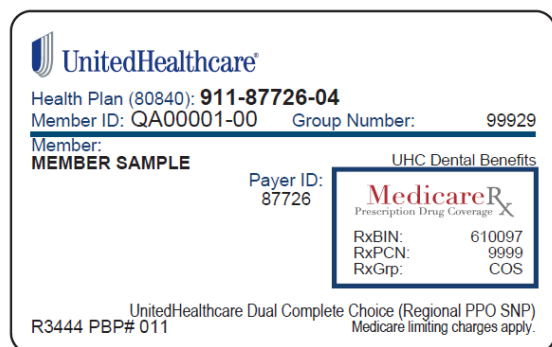 UnitedHealthcare®
Health Plan (80840): 911-87726-04
Member ID: QA00001-00 Group Number: 99929
Member:
MEMBER SAMPLE
UHC Dental Benefits
Payer ID:
87726
MedicareRx
Prescription Drug Coverage
RxBIN: 610097
RxPCN: 9999
RxGrp: COS
UnitedHealthcare Dual Complete Choice (Regional PPO SNP)
R3444 PBP# 011 Medicare limiting charges apply.